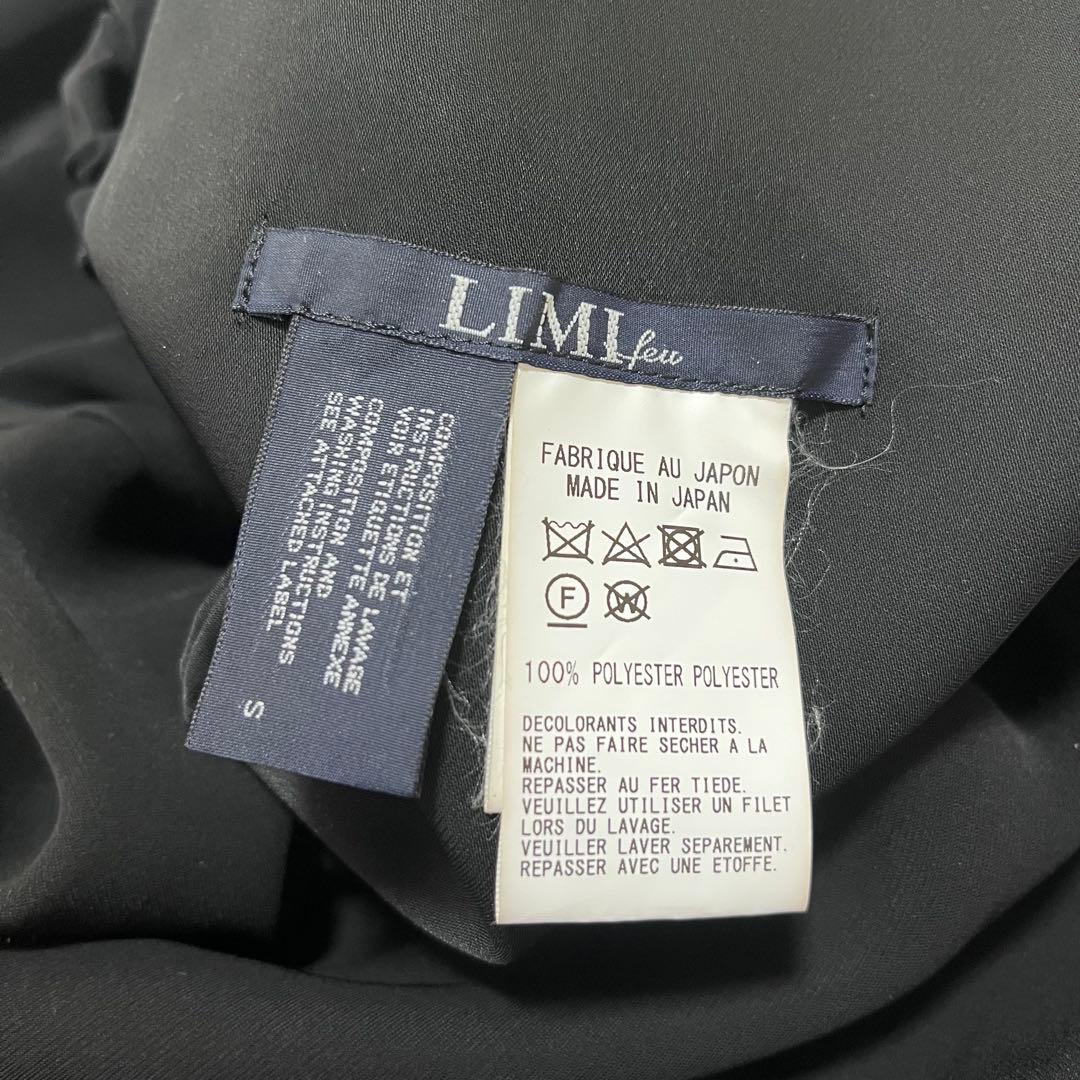 LIMI feu
COMPOSITION ET
INSTRUCTIONS DE LAVAGE
VOIR ETIQUETTE ANNEXE
COMPOSITION AND
WASHING INSTRUCTIONS
SEE ATTACHED LABEL
S
FABRIQUE AU JAPON
MADE IN JAPAN
F
W
100% POLYESTER POLYESTER
DECOLORANTS INTERDITS.
NE PAS FAIRE SECHER A LA
MACHINE.
REPASSER AU FER TIEDE.
VEUILLEZ UTILISER UN FILET
LORS DU LAVAGE.
VEUILLER LAVER SEPAREMENT.
REPASSER AVEC UNE ETOFFE.